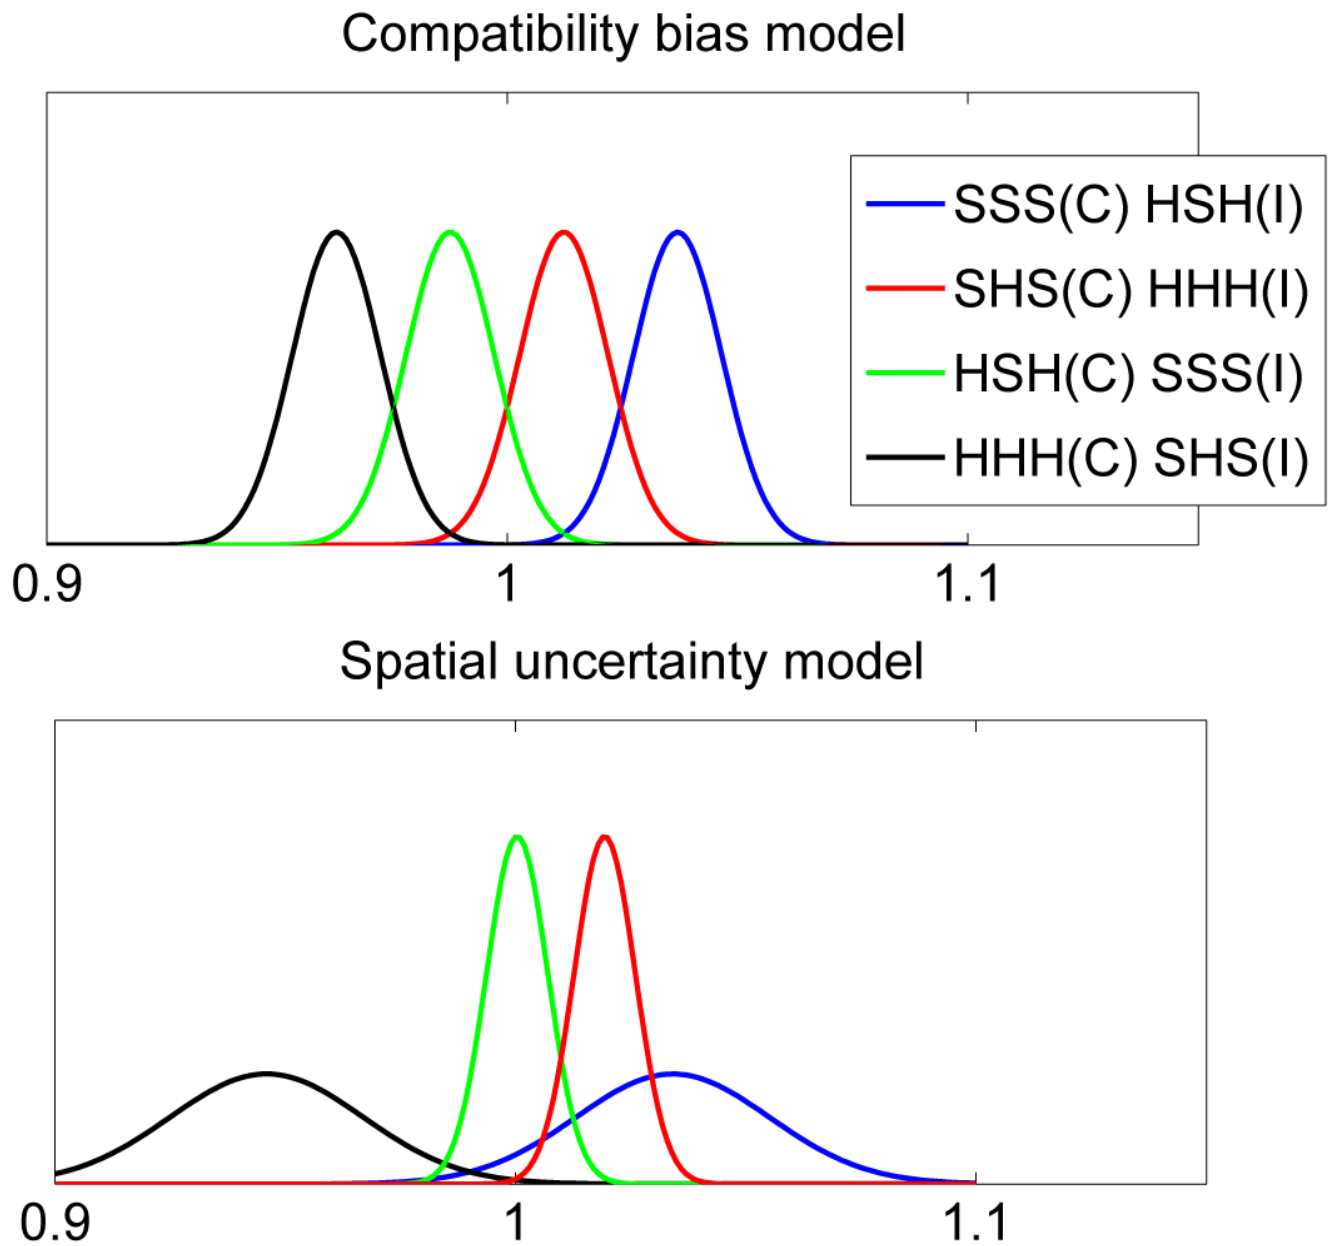 Compatibility bias model
SSS(C) HSH(I)
SHS(C) HHH(I)
HSH(C) SSS(I)
HHH(C) SHS(I)
0.9 1 1.1
Spatial uncertainty model
0.9 1 1.1